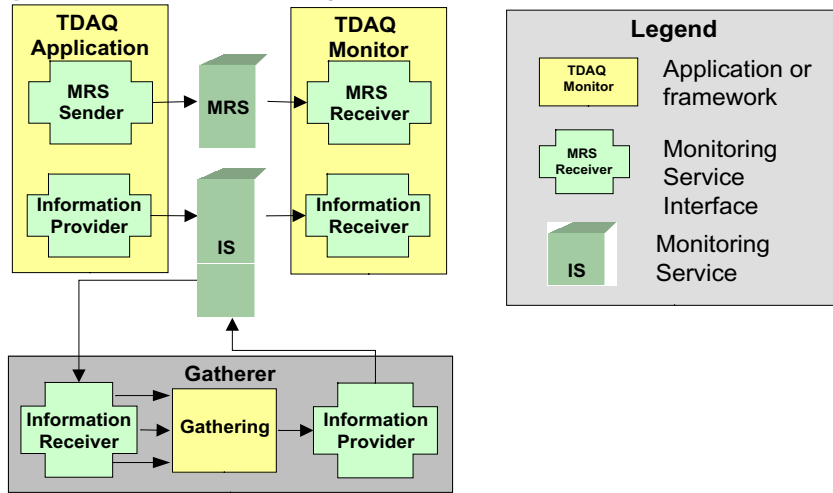 TDAQ
Application
MRS
Sender
Information
Provider
MRS
IS
TDAQ
Monitor
MRS
Receiver
Information
Receiver
Gatherer
Information
Receiver
Gathering
Information
Provider
Legend
TDAQ
Monitor
Application or
framework
MRS
Receiver
Monitoring
Service
Interface
IS
Monitoring
Service